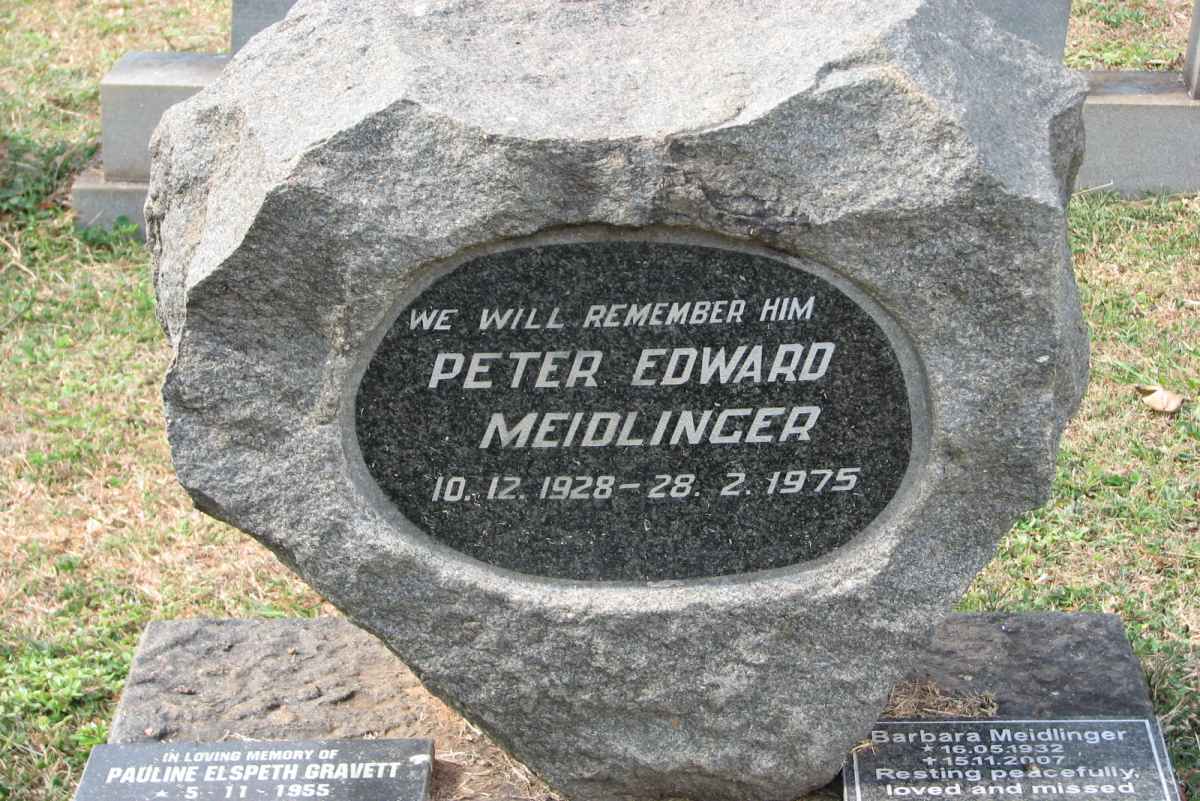 WE WILL REMEMBER HIM
PETER EDWARD
MEIDLINGER
10. 12. 1928 – 28. 2. 1975
IN LOVING MEMORY OF
PAULINE ELSPETH GRAVETT
* 5 - 11 - 1955
Barbara Meidlinger
* 16.05.1932
+ 15.11.2007
Resting peacefully,
loved and missed